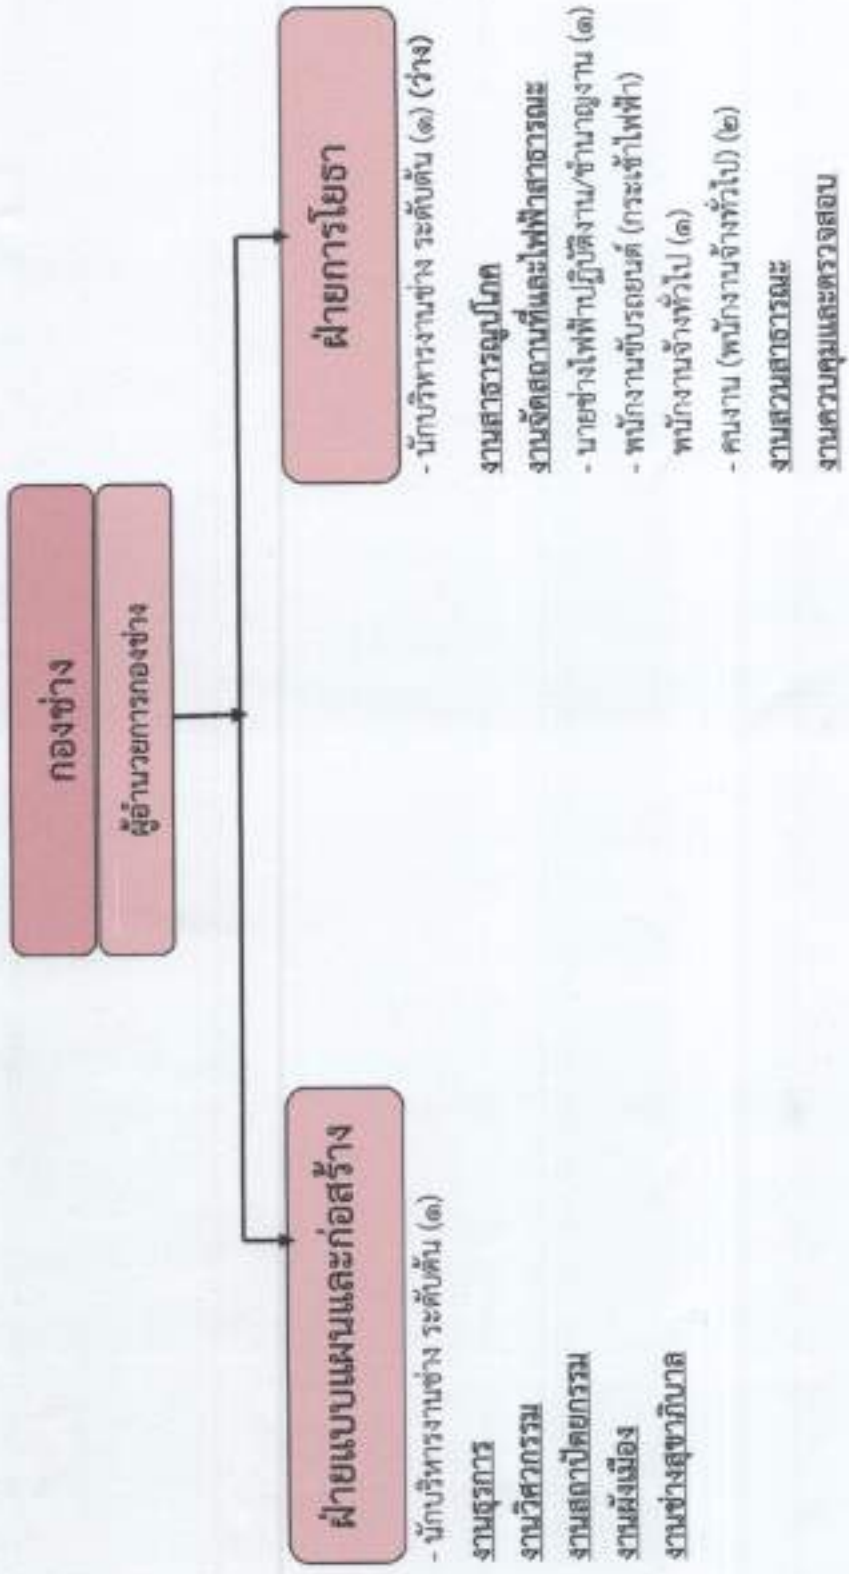 กองช่าง
ผู้อำนวยการกองช่าง
ฝ่ายแบบแผนและก่อสร้าง
- นักบริหารงานช่าง ระดับต้น (๑)
งานธุรการ
งานวิศวกรรม
งานสถาปัตยกรรม
งานผังเมือง
งานช่างสุขาภิบาล
ฝ่ายการโยธา
- นักบริหารงานช่าง ระดับต้น (๑) (ว่าง)
งานสาธารณูปโภค
งานจัดสถานที่และไฟฟ้าสาธารณะ
- นายช่างไฟฟ้าปฏิบัติงาน/ชำนาญงาน (๑)
- พนักงานขับรถยนต์ (กระเช้าไฟฟ้า)
พนักงานจ้างทั่วไป (๑)
- คนงาน (พนักงานจ้างทั่วไป) (๒)
งานสวนสาธารณะ
งานควบคุมและตรวจสอบ